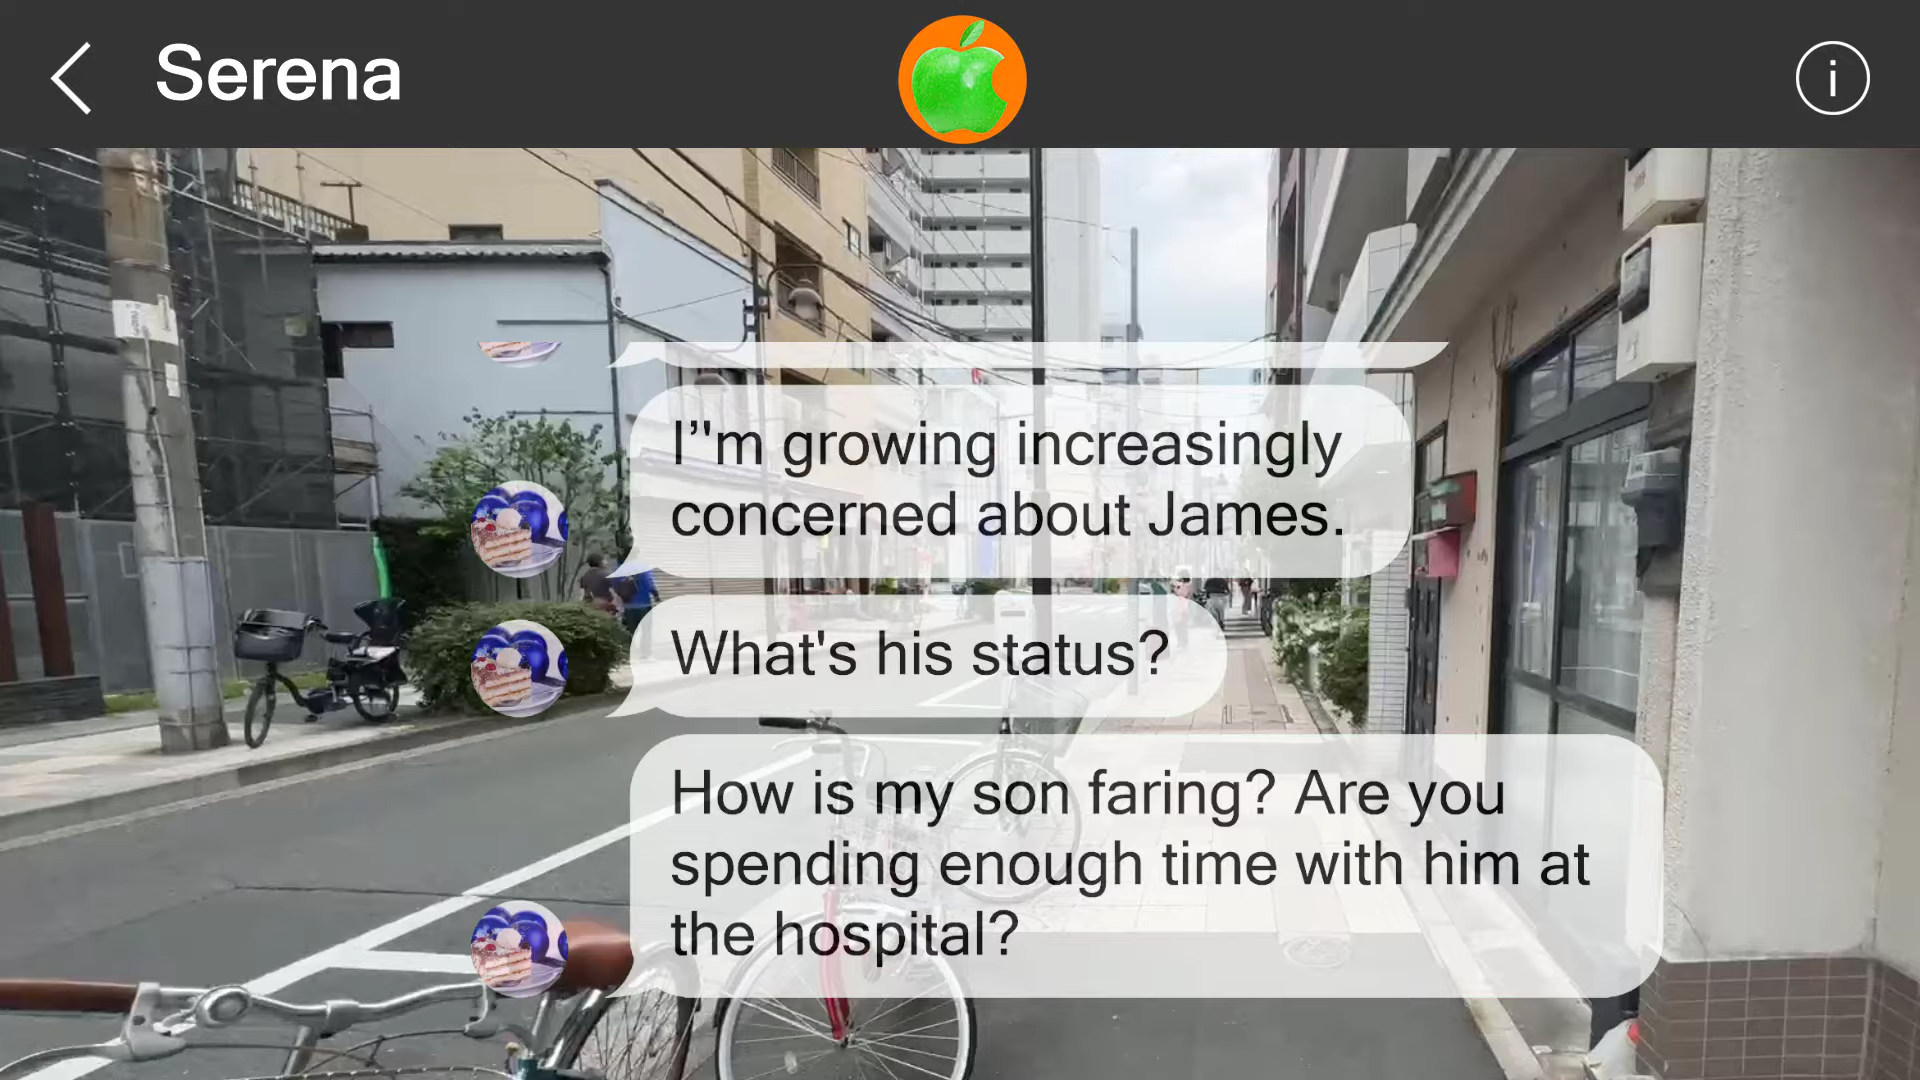 Serena
I’'m growing increasingly
concerned about James.
What's his status?
How is my son faring? Are you
spending enough time with him at
the hospital?